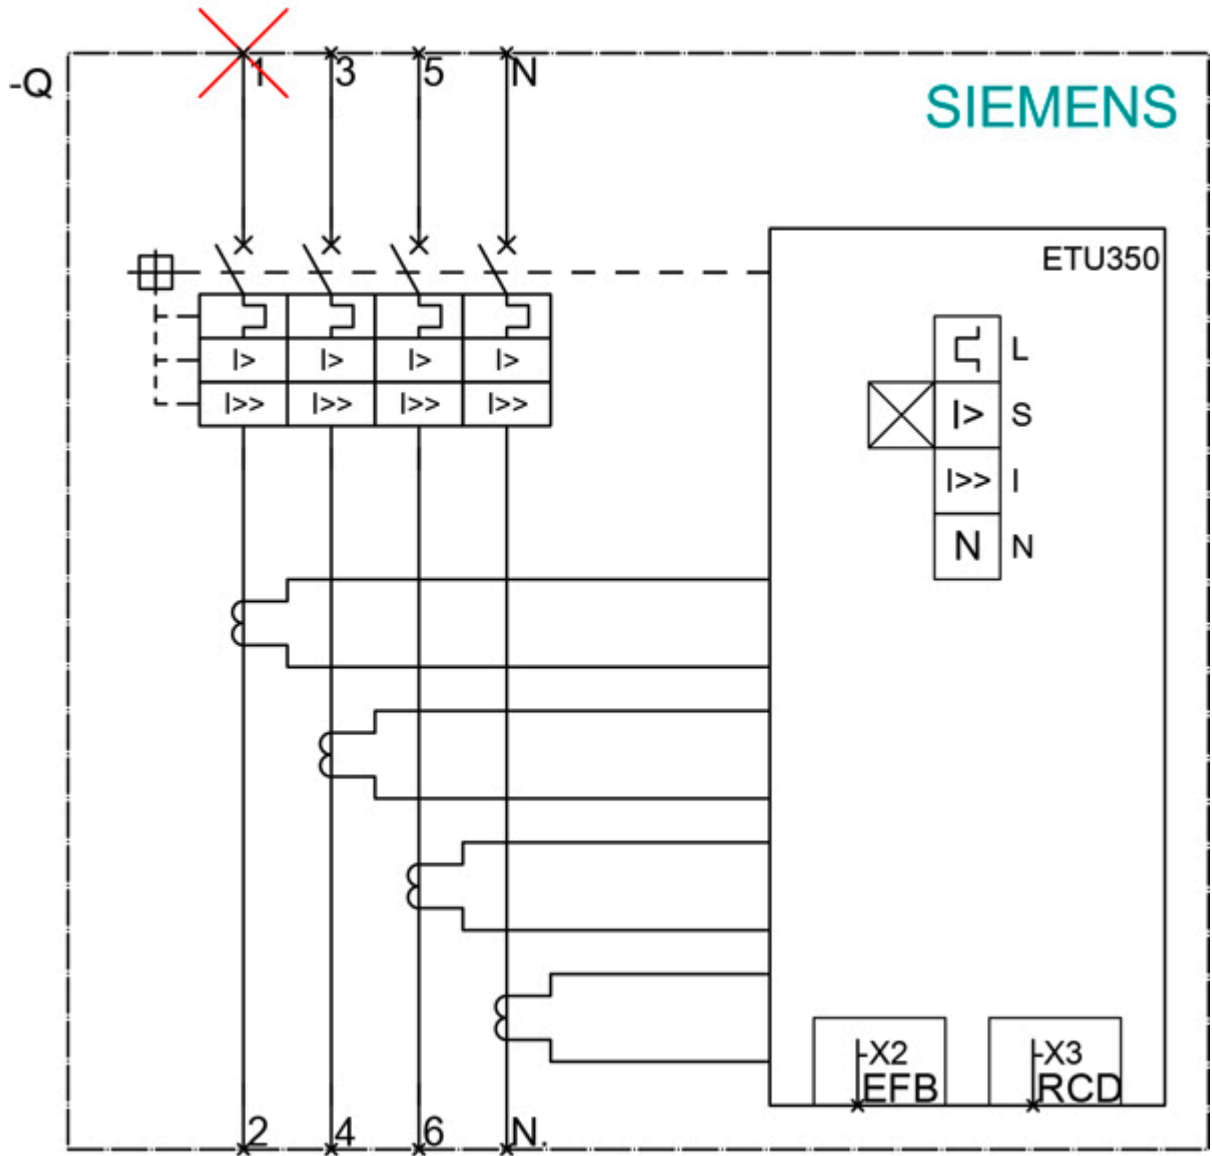 1 3 5 N
-Q
SIEMENS
ETU350
L
I> I> I> I>
I>> I>> I>> I>>
I> S
I>> I
N N
-X2 -X3
EFB RCD
2 4 6 N.